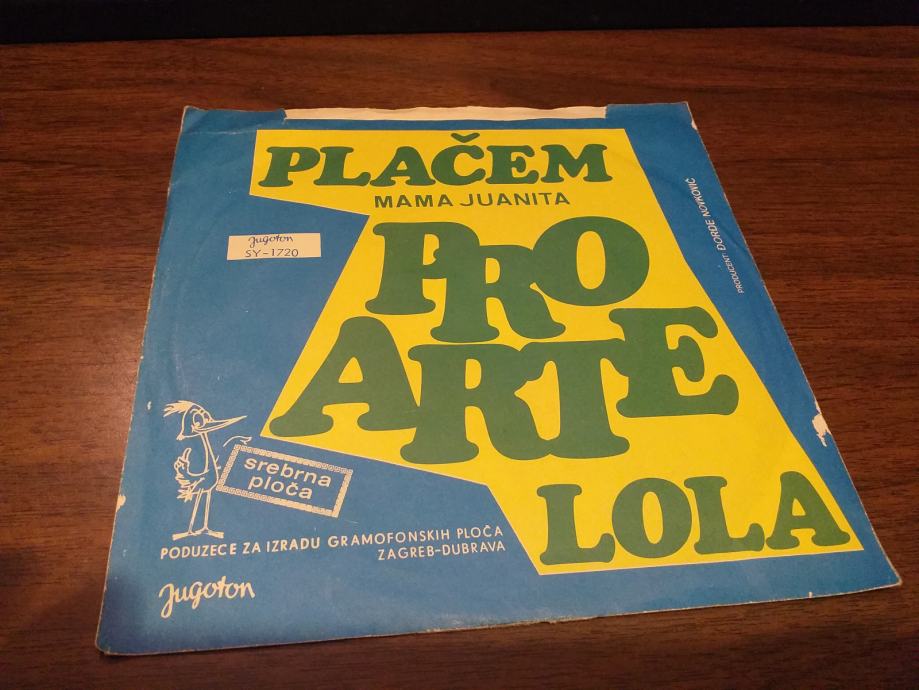 PLAČEM
MAMA JUANITA
PRO
ARTE
LOLA
jugoton
SY-1720
PRODUCENT: ĐORĐE NOVKOVIĆ
srebrna
ploča
PODUZEĆE ZA IZRADU GRAMOFONSKIH PLOČA
ZAGREB-DUBRAVA
jugoton